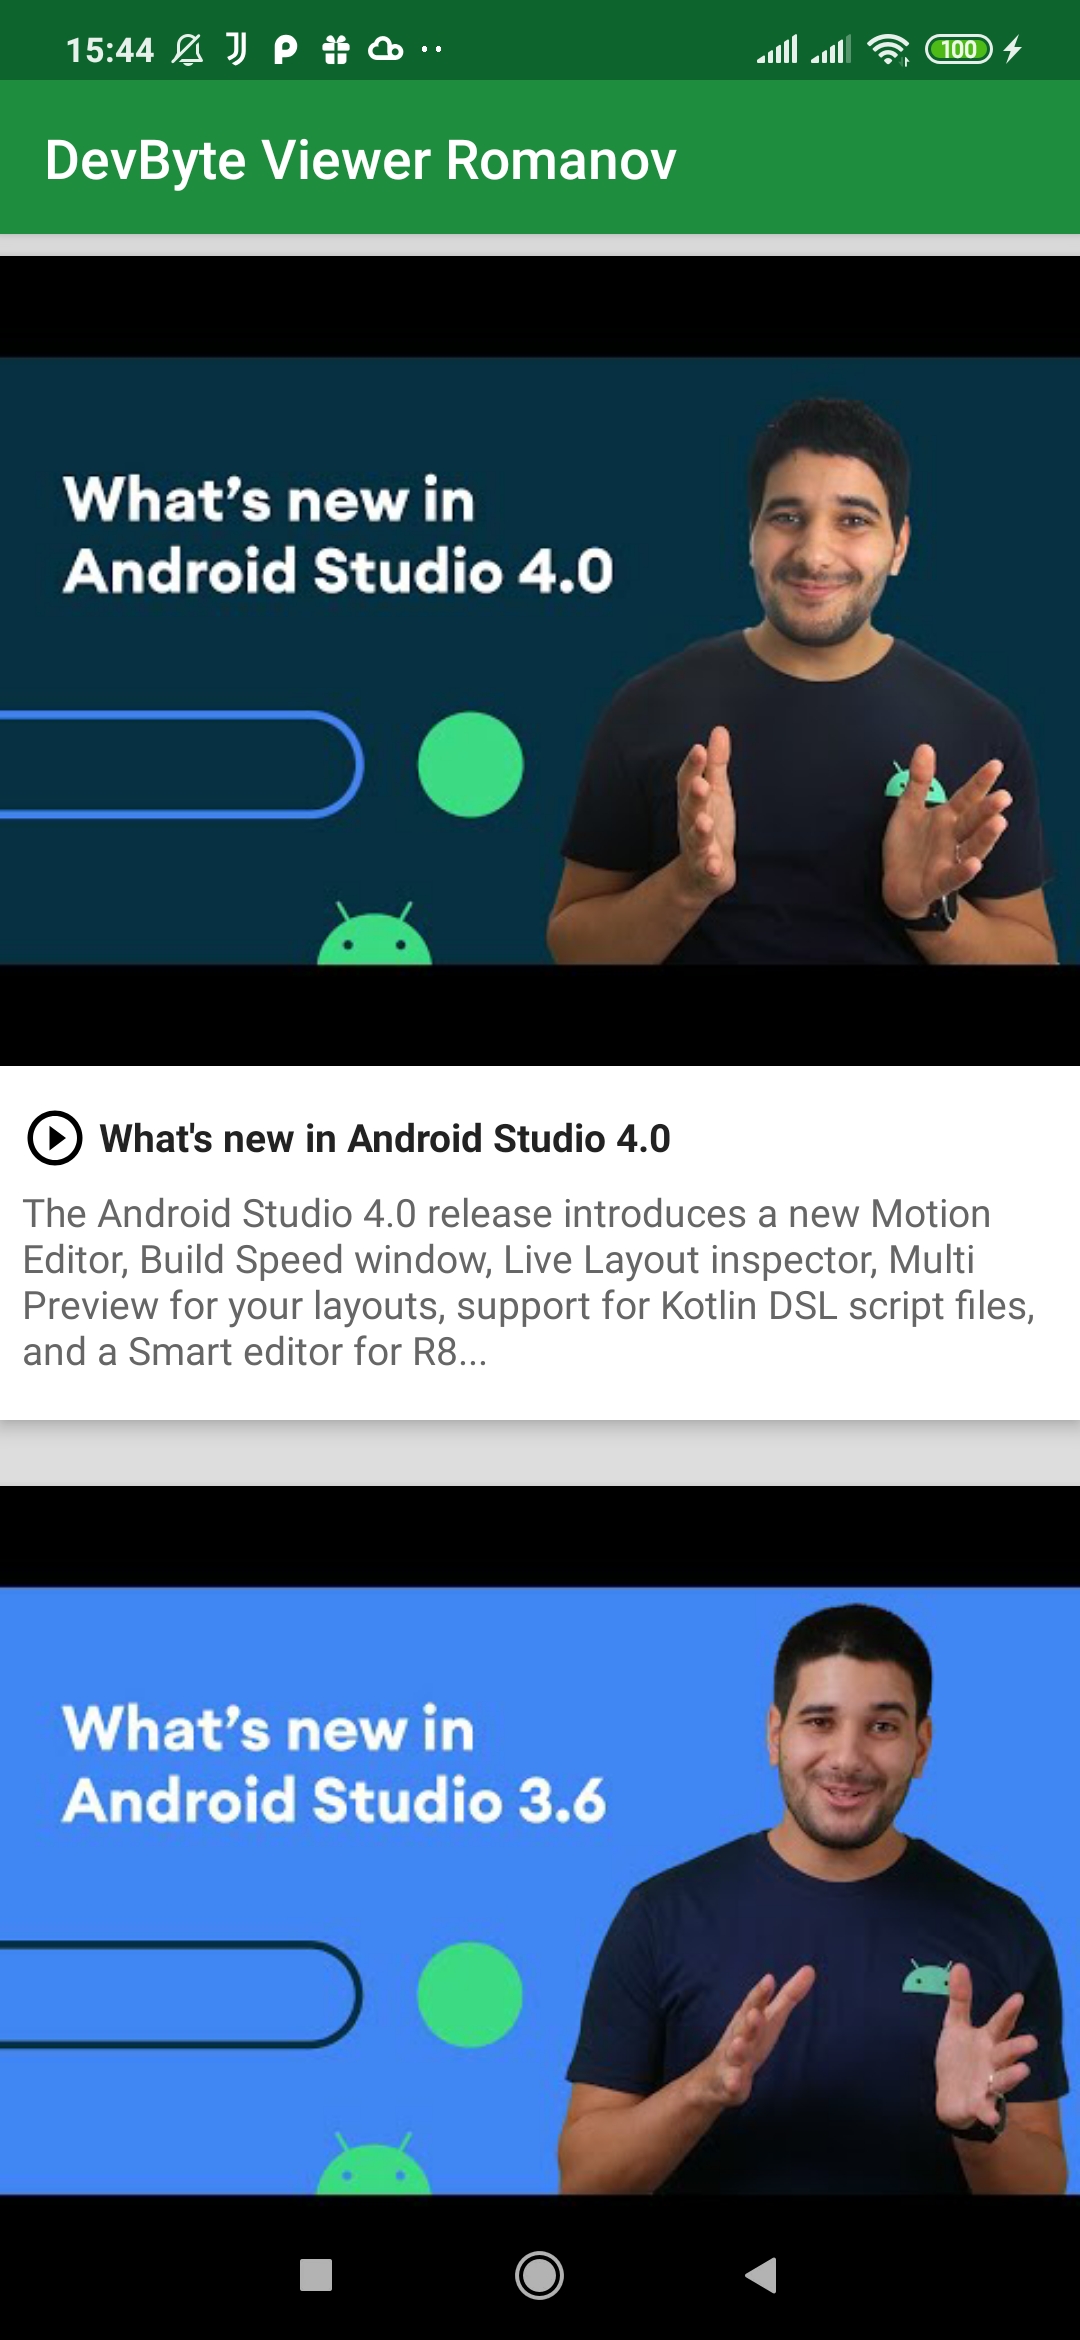 15:44
100
DevByte Viewer Romanov
What’s new in
Android Studio 4.0
What's new in Android Studio 4.0
The Android Studio 4.0 release introduces a new Motion
Editor, Build Speed window, Live Layout inspector, Multi
Preview for your layouts, support for Kotlin DSL script files,
and a Smart editor for R8...
What’s new in
Android Studio 3.6